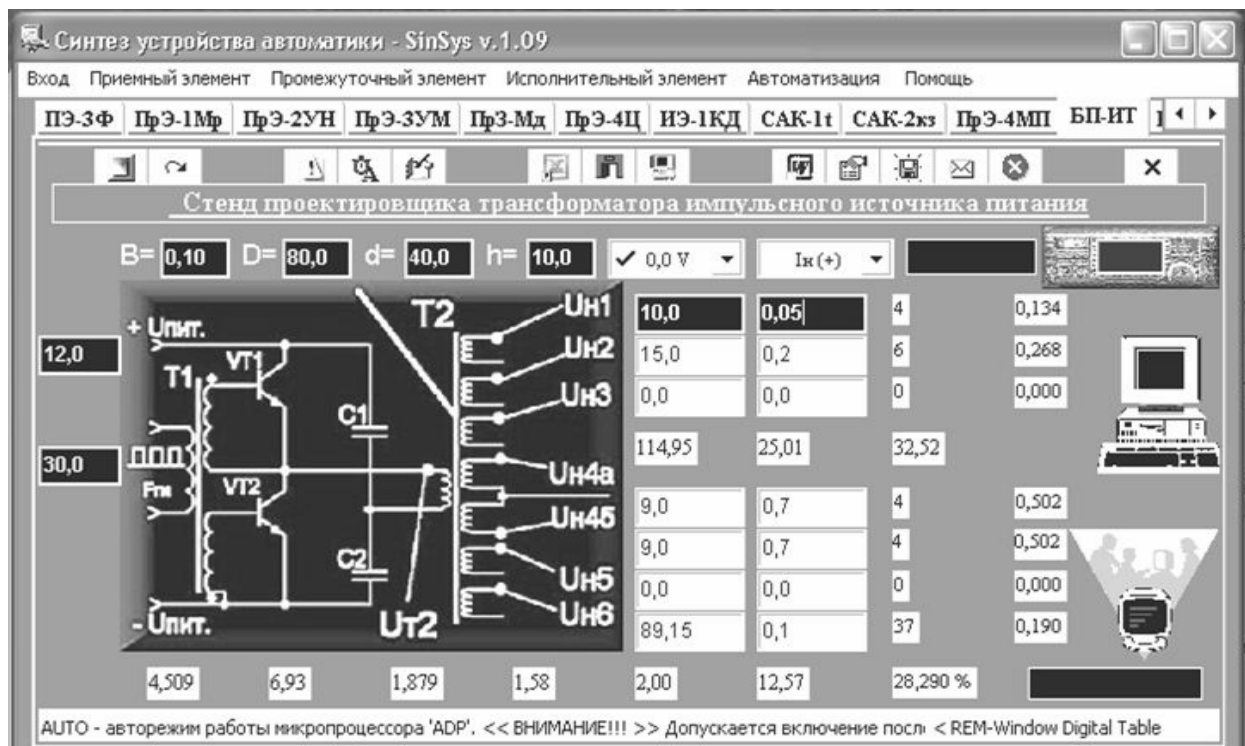 Синтез устройства автоматики - SinSys v.1.09
Вход Приемный элемент Промежуточный элемент Исполнительный элемент Автоматизация Помощь
ПЭ-3Ф ПрЭ-1Мр ПрЭ-2УН ПрЭ-3УМ ПрЗ-Мд ПрЭ-4Ц ИЭ-1КД САК-1t САК-2кз ПрЭ-4МП БП-ИТ
Стенд проектировщика трансформатора импульсного источника питания
B= 0,10 D= 80,0 d= 40,0 h= 10,0 0,0 V Iн (+)
T2 Uн1 10,0 0,05 4 0,134
+ Uпит.
12,0 VT1 Uн2 15,0 0,2 6 0,268
T1 Uн3 0,0 0,0 0 0,000
C1
114,95 25,01 32,52
30,0 Fпн VT2 Uн4а 9,0 0,7 4 0,502
Uн4б 9,0 0,7 4 0,502
C2 Uн5 0,0 0,0 0 0,000
- Uпит. Uт2 Uн6 89,15 0,1 37 0,190
4,509 6,93 1,879 1,58 2,00 12,57 28,290 %
AUTO - авторежим работы микропроцессора 'ADP'. << ВНИМАНИЕ!!! >> Допускается включение посл < REM-Window Digital Table